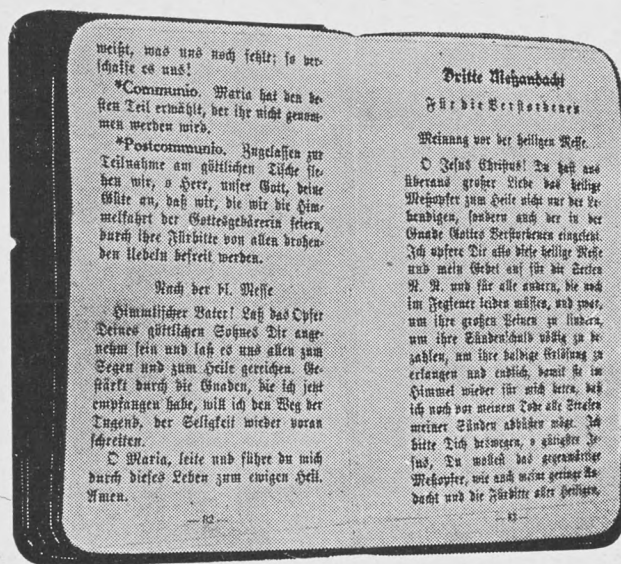 weißt, was uns noch fehlt; so ver-
schaffe es uns!
*Communio. Maria hat den be-
sten Teil erwählt, der ihr nicht genom-
men werden wird.
*Postcommunio. Zugelassen zur
Teilnahme am göttlichen Tische fle-
hen wir, o Herr, unser Gott, deine
Güte an, daß wir, die wir die Him-
melfahrt der Gottesgebärerin feiern,
durch ihre Fürbitte von allen drohen-
den Uebeln befreit werden.
Nach der hl. Messe
Himmlischer Vater! Laß das Opfer
Deines göttlichen Sohnes Dir ange-
nehm sein und laß es uns allen zum
Segen und zum Heile gereichen. Ge-
stärkt durch die Gnaden, die ich jetzt
empfangen habe, will ich den Weg der
Tugend, der Seligkeit wieder voran
schreiten.
O Maria, leite und führe du mich
durch dieses Leben zum ewigen Heil.
Amen.
— 82 —
Dritte Meßandacht
Für die Verstorbenen
Meinung vor der heiligen Messe.
O Jesus Christus! Du hast aus
überaus großer Liebe das heilige
Meßopfer zum Heile nicht nur der Le-
bendigen, sondern auch der in der
Gnade Gottes Verstorbenen eingesetzt.
Ich opfere Dir also diese heilige Messe
und mein Gebet auf für die Seelen
N. N. und für alle andern, die noch
im Fegfeuer leiden müssen, und zwar,
um ihre großen Peinen zu lindern,
um ihre Sündenschuld völlig zu be-
zahlen, um ihre baldige Erlösung zu
erlangen und endlich, damit sie im
Himmel wieder für mich beten, daß
ich noch vor meinem Tode alle Strafen
meiner Sünden abbüßen möge. Ich
bitte Dich deswegen, o gütigster Je-
sus, Du wollest das gegenwärtige
Meßopfer, wie auch meine geringe An-
dacht und die Fürbitte aller Heiligen,
— 83 —